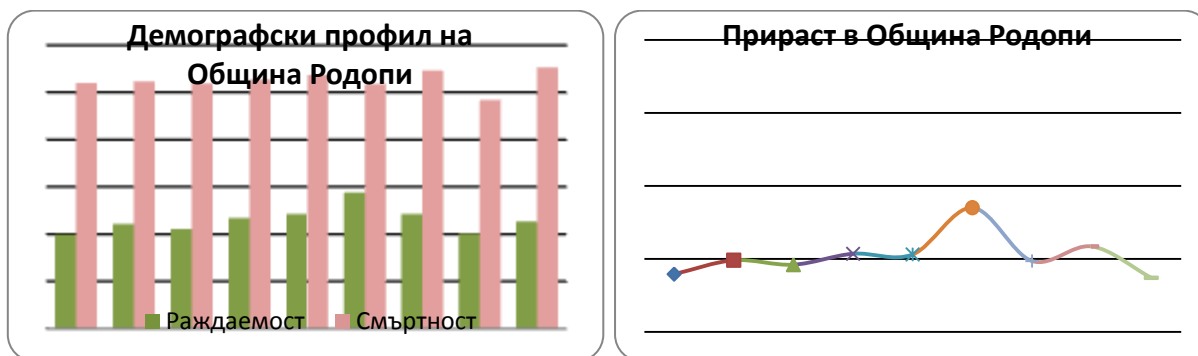 Демографски профил на
Община Родопи
Раждаемост Смъртност
Прираст в Община Родопи